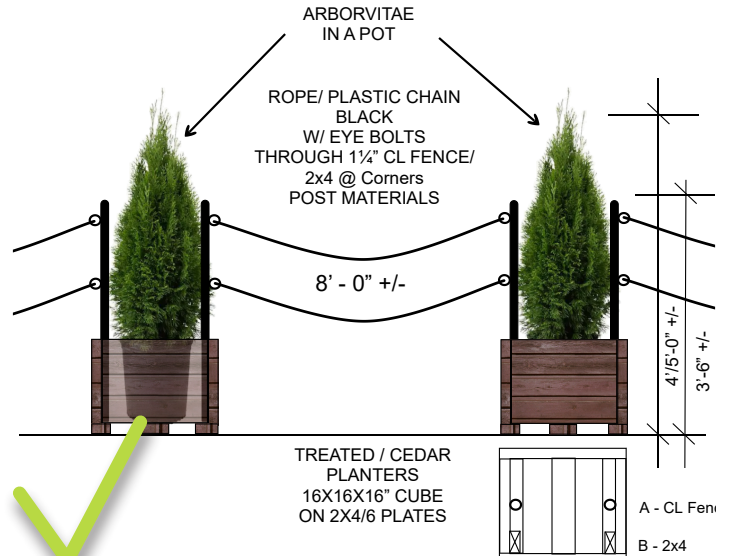 ARBORVITAE
IN A POT
ROPE/ PLASTIC CHAIN
BLACK
W/ EYE BOLTS
THROUGH 1¼” CL FENCE/
2x4 @ Corners
POST MATERIALS
8’ - 0” +/-
4’/5’-0” +/-
3’-6” +/-
TREATED / CEDAR
PLANTERS
16X16X16” CUBE
ON 2X4/6 PLATES
A - CL Fen
B - 2x4